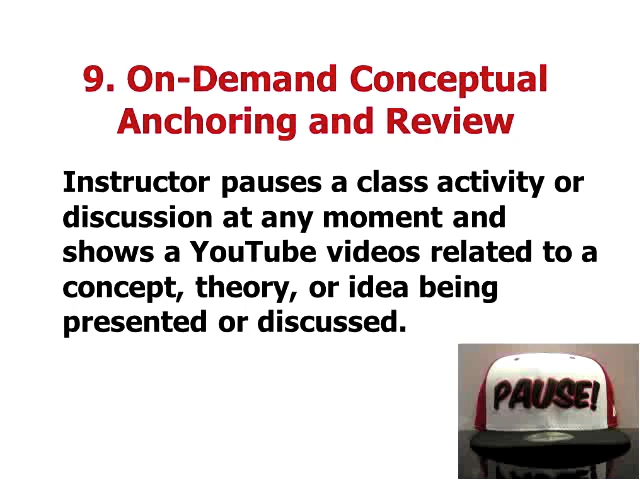 9. On-Demand Conceptual
Anchoring and Review
Instructor pauses a class activity or
discussion at any moment and
shows a YouTube videos related to a
concept, theory, or idea being
presented or discussed.
PAUSE!